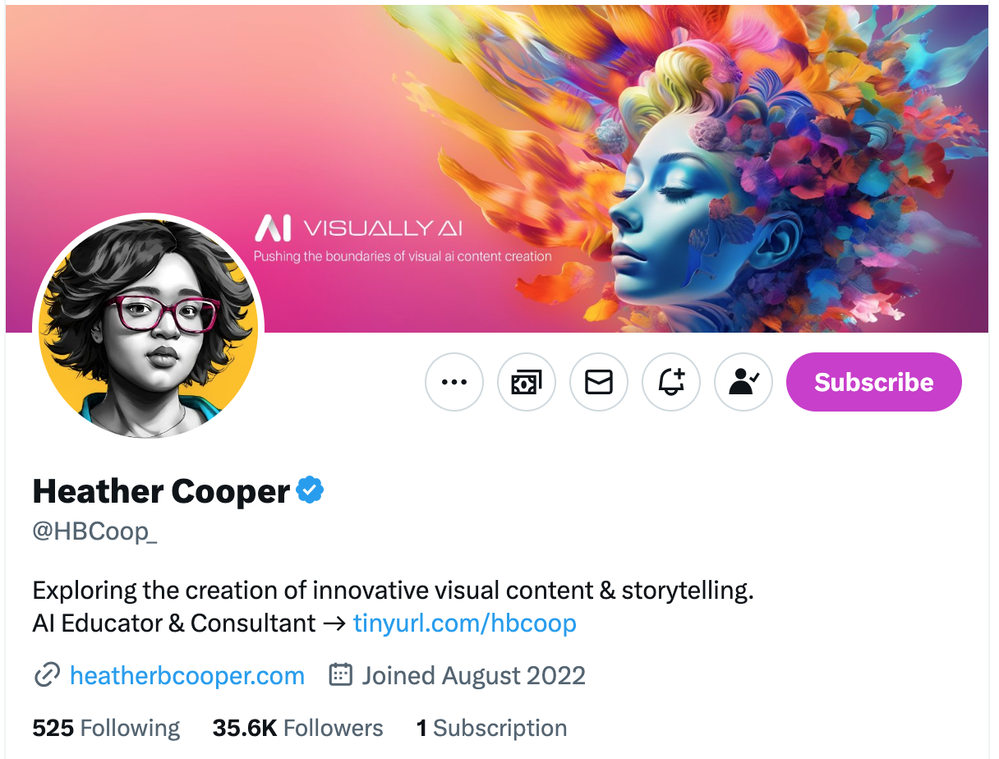 AI VISUALLY AI
Pushing the boundaries of visual ai content creation
Subscribe
Heather Cooper
@HBCoop_
Exploring the creation of innovative visual content & storytelling.
AI Educator & Consultant → tinyurl.com/hbcoop
heatherbcooper.com Joined August 2022
525 Following 35.6K Followers 1 Subscription